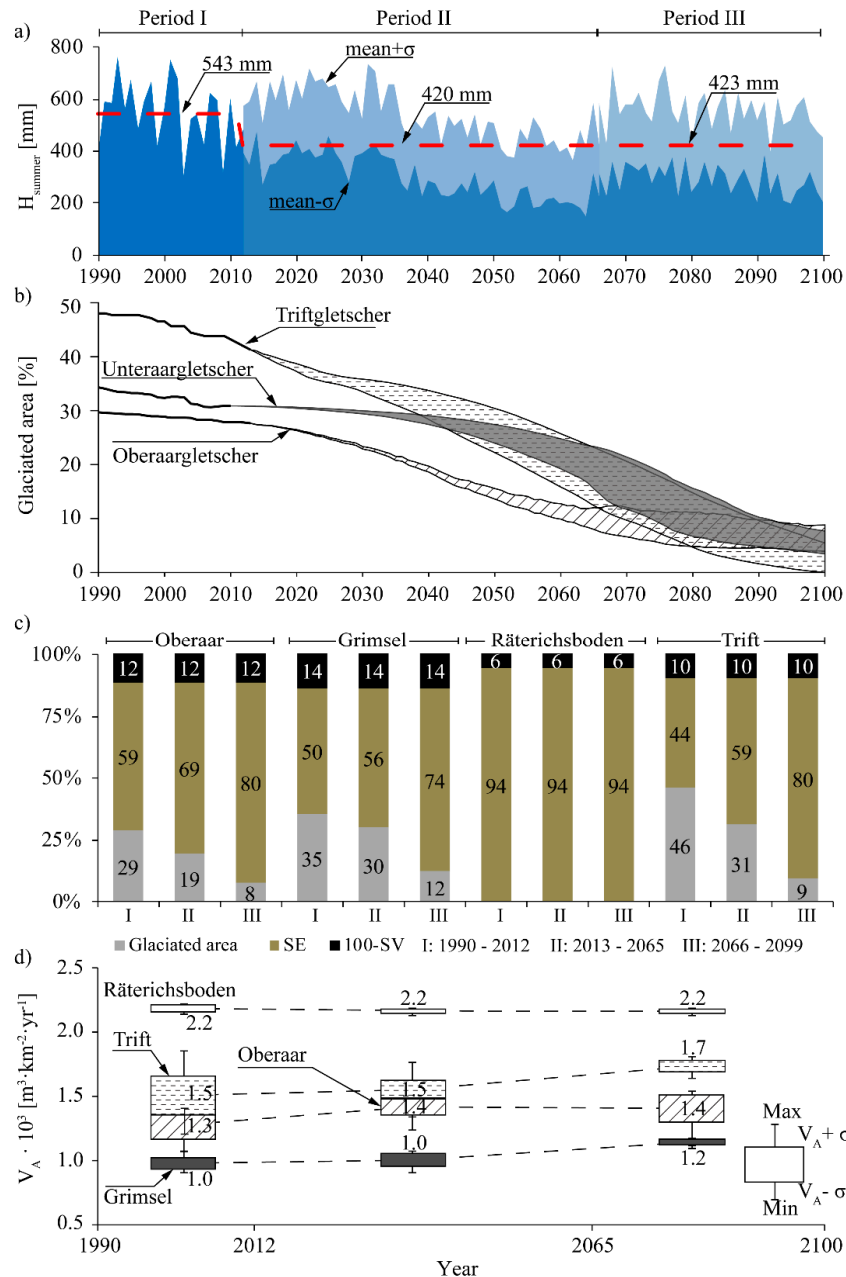 Period I Period II Period III
a)
800
600
400
200
0
H_summer [mm]
543 mm
mean+σ
420 mm
423 mm
mean-σ
1990 2000 2010 2020 2030 2040 2050 2060 2070 2080 2090 2100
b)
50
40
30
20
10
0
Glaciated area [%]
Triftgletscher
Unteraargletscher
Oberaargletscher
1990 2000 2010 2020 2030 2040 2050 2060 2070 2080 2090 2100
c)
Oberaar Grimsel Räterichsboden Trift
100%
75%
50%
25%
0%
12 12 12 14 14 14 6 6 6 10 10 10
59 69 80 50 56 74 94 94 94 44 59 80
29 19 8 35 30 12 46 31 9
I II III I II III I II III I II III
Glaciated area SE 100-SV I: 1990 - 2012 II: 2013 - 2065 III: 2066 - 2099
d)
2.5
2.0
1.5
1.0
0.5
V_A · 10³ [m³·km⁻²·yr⁻¹]
Räterichsboden
2.2 2.2 2.2
Trift
Oberaar
1.5 1.5 1.7
1.3 1.4 1.4
1.0 1.0 1.2
Grimsel
Max
V_A+ σ
V_A- σ
Min
1990 2012 2065 2100
Year